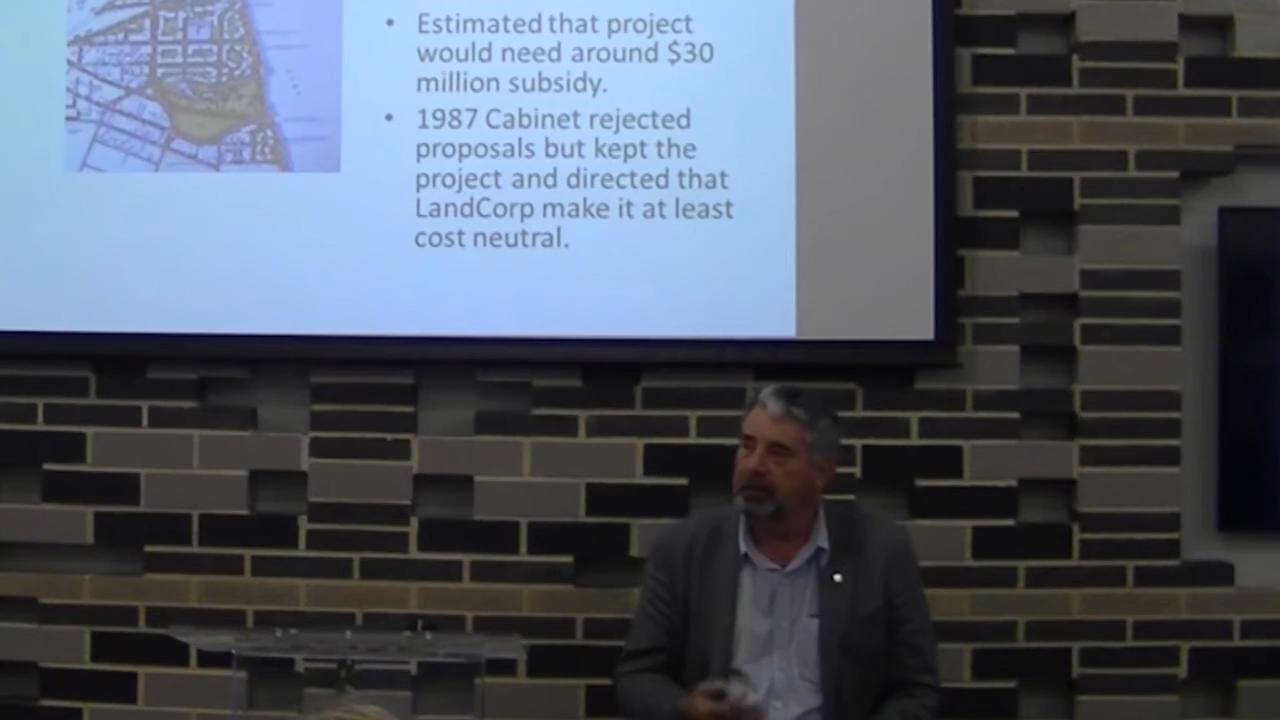 • Estimated that project
would need around $30
million subsidy.
• 1987 Cabinet rejected
proposals but kept the
project and directed that
LandCorp make it at least
cost neutral.